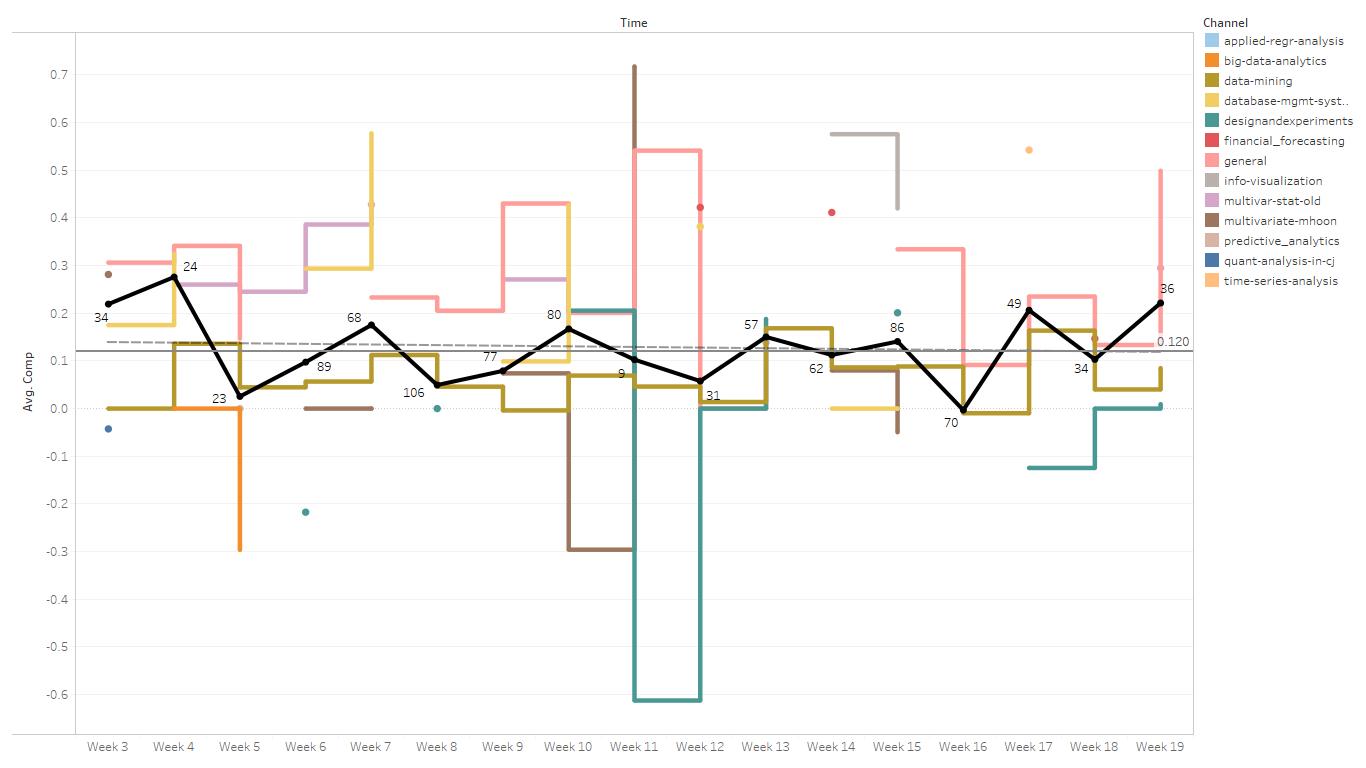 Time
Channel
applied-regr-analysis
big-data-analytics
data-mining
database-mgmt-syst..
designandexperiments
financial_forecasting
general
info-visualization
multivar-stat-old
multivariate-mhoon
predictive_analytics
quant-analysis-in-cj
time-series-analysis
Avg. Comp
0.7
0.6
0.5
0.4
0.3
0.2
0.1
0.0
-0.1
-0.2
-0.3
-0.4
-0.5
-0.6
34
24
23
89
68
106
77
80
9
31
57
62
86
70
49
34
36
0.120
Week 3 Week 4 Week 5 Week 6 Week 7 Week 8 Week 9 Week 10 Week 11 Week 12 Week 13 Week 14 Week 15 Week 16 Week 17 Week 18 Week 19